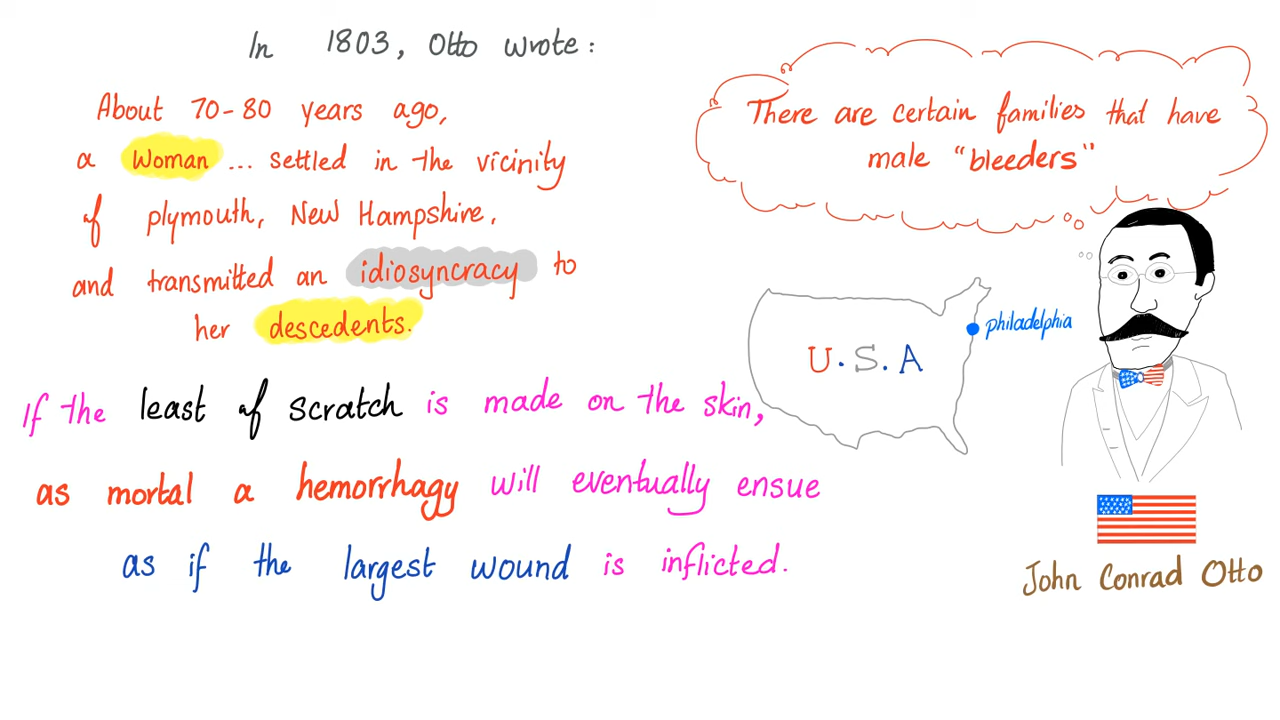 In 1803, Otto wrote:
About 70-80 years ago,
a Woman ... settled in the vicinity
of plymouth, New Hampshire,
and transmitted an idiosyncracy to
her descedents.
If the least of scratch is made on the skin,
as mortal a hemorrhagy will eventually ensue
as if the largest wound is inflicted.
There are certain families that have
male "bleeders"
philadelphia
U.S.A
John Conrad Otto